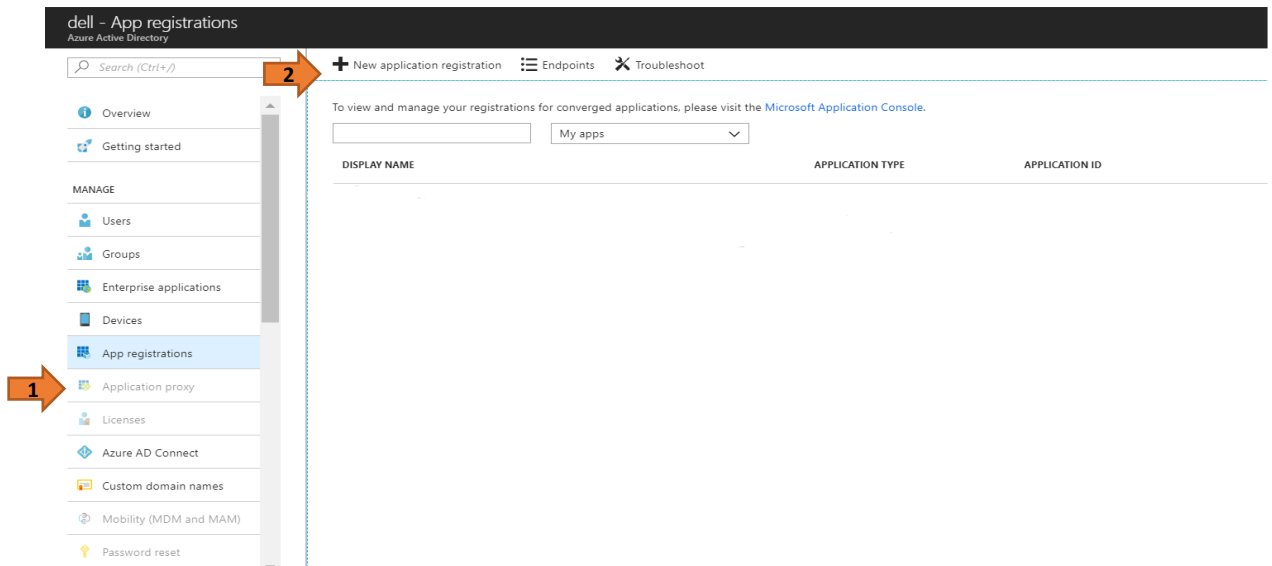 dell - App registrations
Azure Active Directory
Search (Ctrl+/)
2
New application registration Endpoints Troubleshoot
Overview
Getting started
MANAGE
Users
Groups
Enterprise applications
Devices
App registrations
1
Application proxy
Licenses
Azure AD Connect
Custom domain names
Mobility (MDM and MAM)
Password reset
To view and manage your registrations for converged applications, please visit the Microsoft Application Console.
My apps
DISPLAY NAME APPLICATION TYPE APPLICATION ID